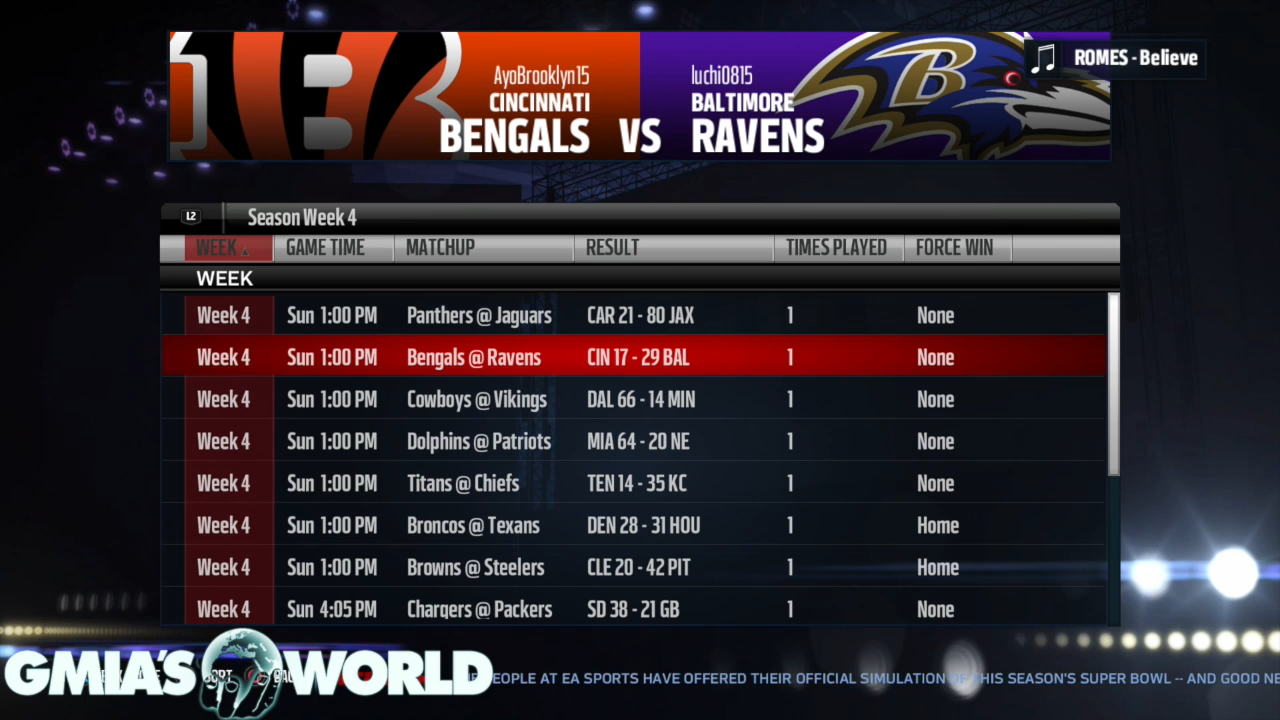 ROMES - Believe
AyoBrooklyn15
CINCINNATI
BENGALS
VS
luchi0815
BALTIMORE
RAVENS
B
L2
Season Week 4
WEEK GAME TIME MATCHUP RESULT TIMES PLAYED FORCE WIN
WEEK
Week 4 Sun 1:00 PM Panthers @ Jaguars CAR 21 - 80 JAX 1 None
Week 4 Sun 1:00 PM Bengals @ Ravens CIN 17 - 29 BAL 1 None
Week 4 Sun 1:00 PM Cowboys @ Vikings DAL 66 - 14 MIN 1 None
Week 4 Sun 1:00 PM Dolphins @ Patriots MIA 64 - 20 NE 1 None
Week 4 Sun 1:00 PM Titans @ Chiefs TEN 14 - 35 KC 1 None
Week 4 Sun 1:00 PM Broncos @ Texans DEN 28 - 31 HOU 1 Home
Week 4 Sun 1:00 PM Browns @ Steelers CLE 20 - 42 PIT 1 Home
Week 4 Sun 4:05 PM Chargers @ Packers SD 38 - 21 GB 1 None
GMIA'S WORLD
EOPLE AT EA SPORTS HAVE OFFERED THEIR OFFICIAL SIMULATION OF THIS SEASON'S SUPER BOWL -- AND GOOD NE